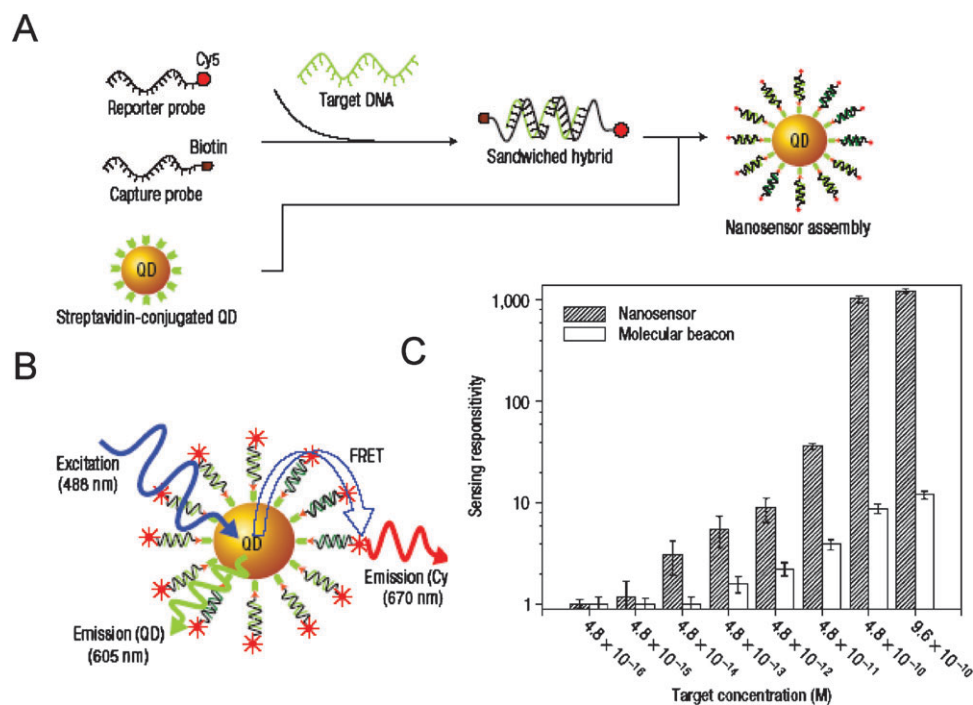 A
Cy5
Reporter probe
Target DNA
Biotin
Capture probe
Sandwiched hybrid
QD
Nanosensor assembly
QD
Streptavidin-conjugated QD
B
Excitation
(488 nm)
FRET
QD
Emission (Cy
(670 nm)
Emission (QD)
(605 nm)
C
Nanosensor
Molecular beacon
Sensing responsitivity
1,000
100
10
1
4.8 × 10−16
4.8 × 10−15
4.8 × 10−14
4.8 × 10−13
4.8 × 10−12
4.8 × 10−11
4.8 × 10−10
9.6 × 10−10
Target concentration (M)